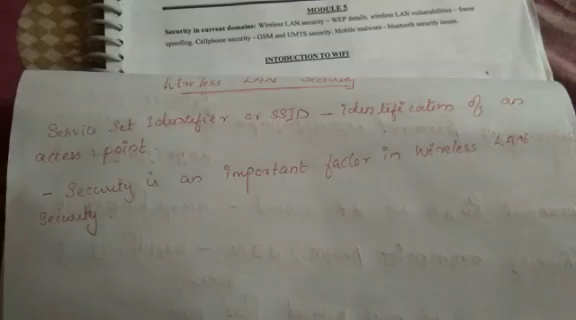 MODULE 5
Security in current domains: Wireless LAN security – WEP details. wireless LAN vulnerabilities – frame
spoofing. Cellphone security - GSM and UMTS security. Mobile malware - bluetooth security issues.
INTODUCTION TO WIFI
Wireless LAN Security
Service Set Identifier or SSID – Identification of an
access point.
- Security is an important factor in wireless LAN
security.